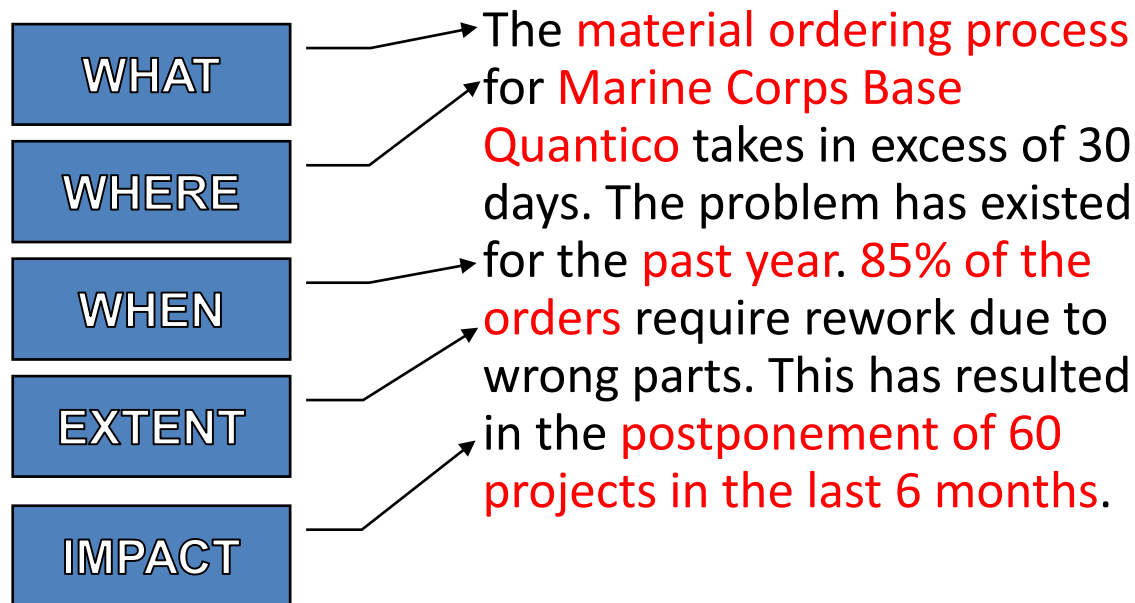 WHAT
WHERE
WHEN
EXTENT
IMPACT
The material ordering process
for Marine Corps Base
Quantico takes in excess of 30
days. The problem has existed
for the past year. 85% of the
orders require rework due to
wrong parts. This has resulted
in the postponement of 60
projects in the last 6 months.